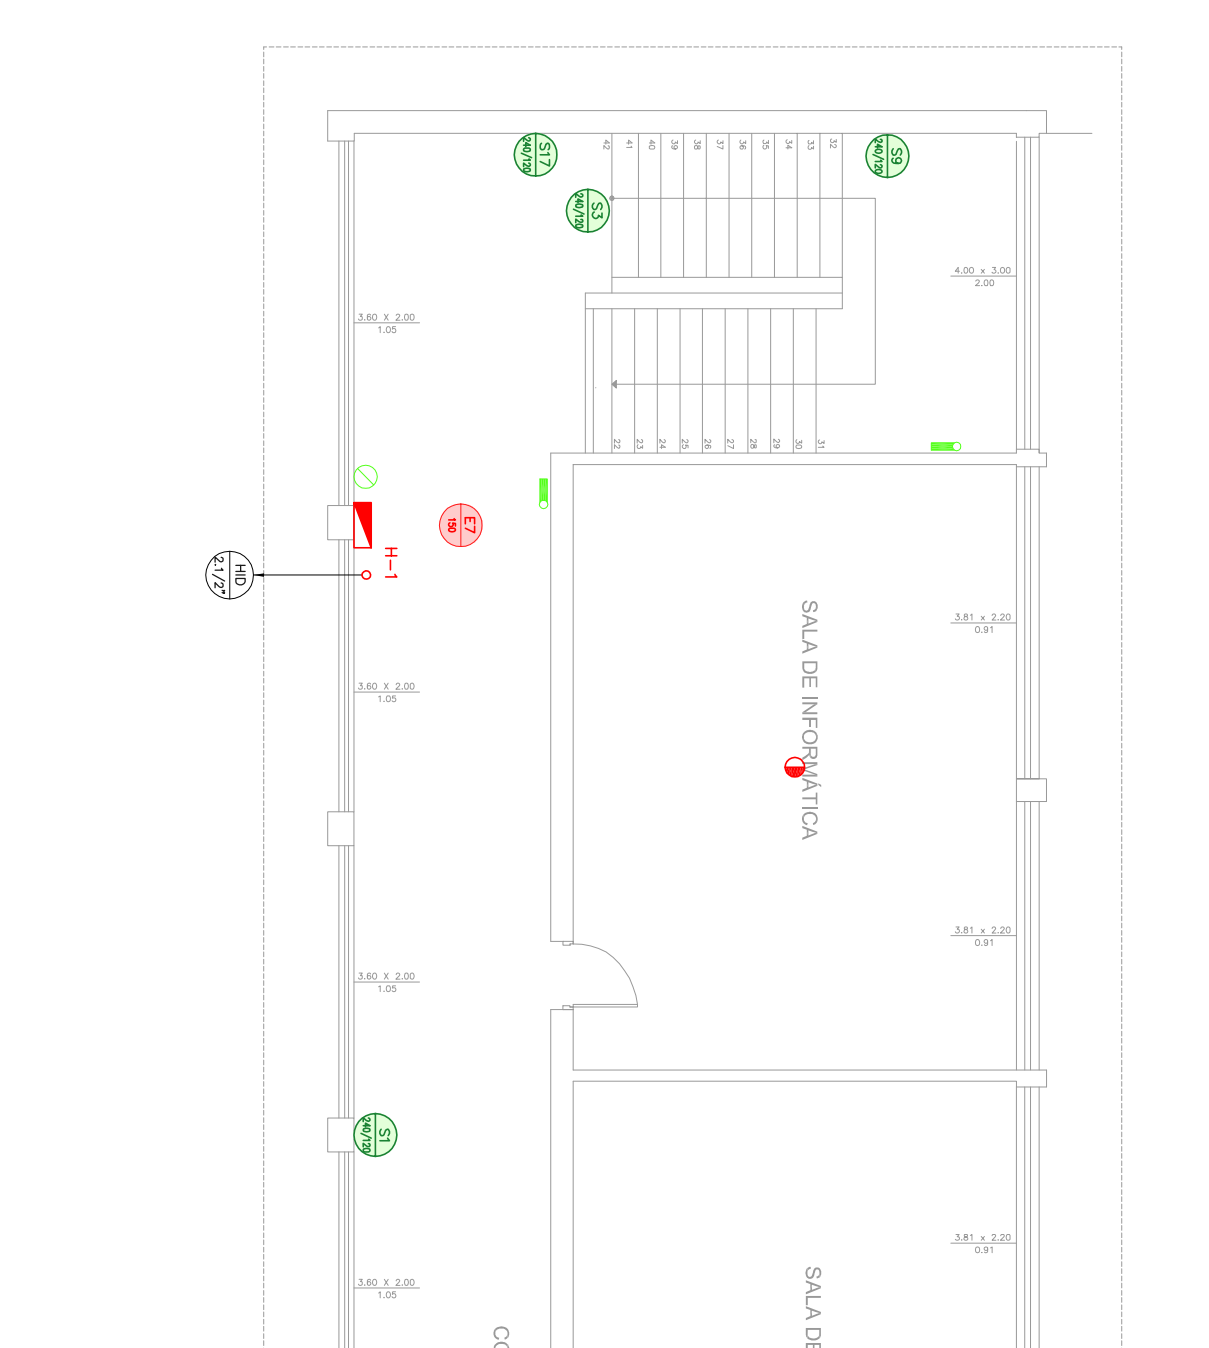 S17
240/120
S3
240/120
S9
240/120
42
41
40
39
38
37
36
35
34
33
32
4.00 x 3.00
2.00
3.60 X 2.00
1.05
22
23
24
25
26
27
28
29
30
31
E7
150
H-1
HID
2.1/2"
3.81 x 2.20
0.91
SALA DE INFORMÁTICA
3.60 X 2.00
1.05
3.81 x 2.20
0.91
3.60 X 2.00
1.05
S1
240/120
3.81 x 2.20
0.91
3.60 X 2.00
1.05
SALA DE
CO